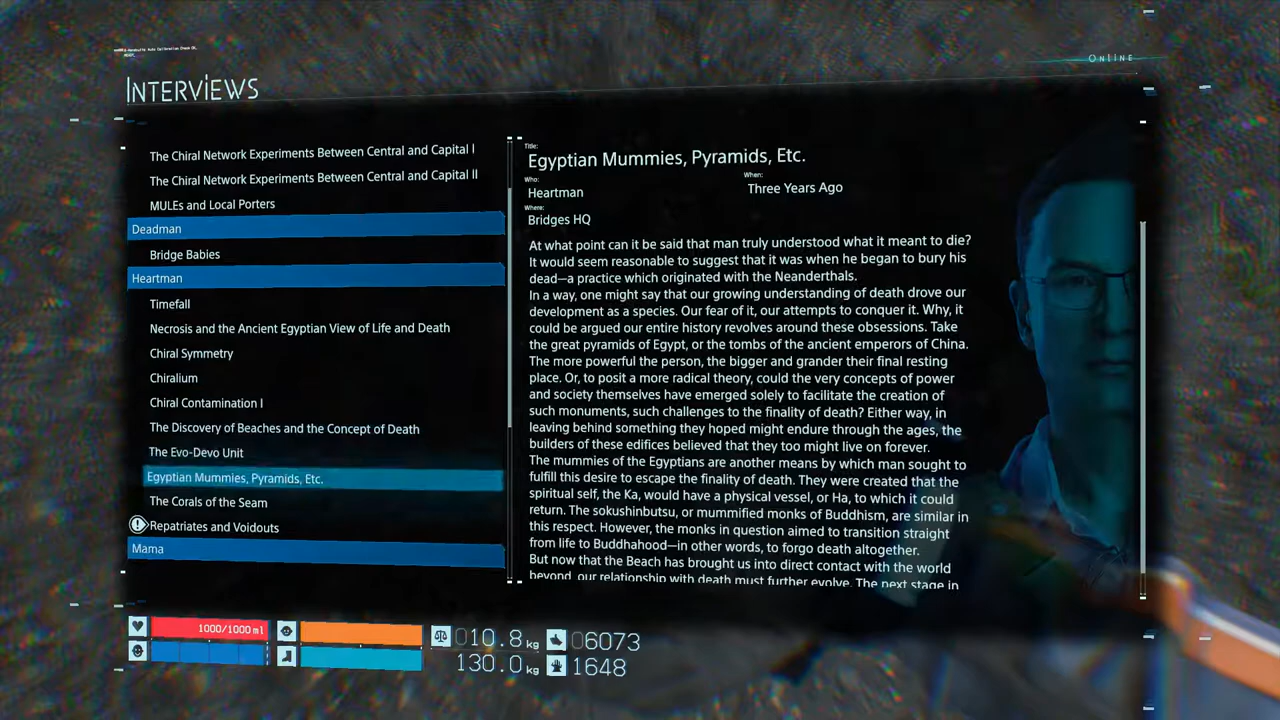 Online
INTERVIEWS
The Chiral Network Experiments Between Central and Capital I
The Chiral Network Experiments Between Central and Capital II
MULEs and Local Porters
Deadman
Bridge Babies
Heartman
Timefall
Necrosis and the Ancient Egyptian View of Life and Death
Chiral Symmetry
Chiralium
Chiral Contamination I
The Discovery of Beaches and the Concept of Death
The Evo-Devo Unit
Egyptian Mummies, Pyramids, Etc.
The Corals of the Seam
Repatriates and Voidouts
Mama
Title:
Egyptian Mummies, Pyramids, Etc.
Who:
Heartman
When:
Three Years Ago
Where:
Bridges HQ
At what point can it be said that man truly understood what it meant to die?
It would seem reasonable to suggest that it was when he began to bury his
dead—a practice which originated with the Neanderthals.
In a way, one might say that our growing understanding of death drove our
development as a species. Our fear of it, our attempts to conquer it. Why, it
could be argued our entire history revolves around these obsessions. Take
the great pyramids of Egypt, or the tombs of the ancient emperors of China.
The more powerful the person, the bigger and grander their final resting
place. Or, to posit a more radical theory, could the very concepts of power
and society themselves have emerged solely to facilitate the creation of
such monuments, such challenges to the finality of death? Either way, in
leaving behind something they hoped might endure through the ages, the
builders of these edifices believed that they too might live on forever.
The mummies of the Egyptians are another means by which man sought to
fulfill this desire to escape the finality of death. They were created that the
spiritual self, the Ka, would have a physical vessel, or Ha, to which it could
return. The sokushinbutsu, or mummified monks of Buddhism, are similar in
this respect. However, the monks in question aimed to transition straight
from life to Buddhahood—in other words, to forgo death altogether.
But now that the Beach has brought us into direct contact with the world
beyond, our relationship with death must further evolve. The next stage in
1000/1000 ml
010.8 kg
130.0 kg
06073
1648